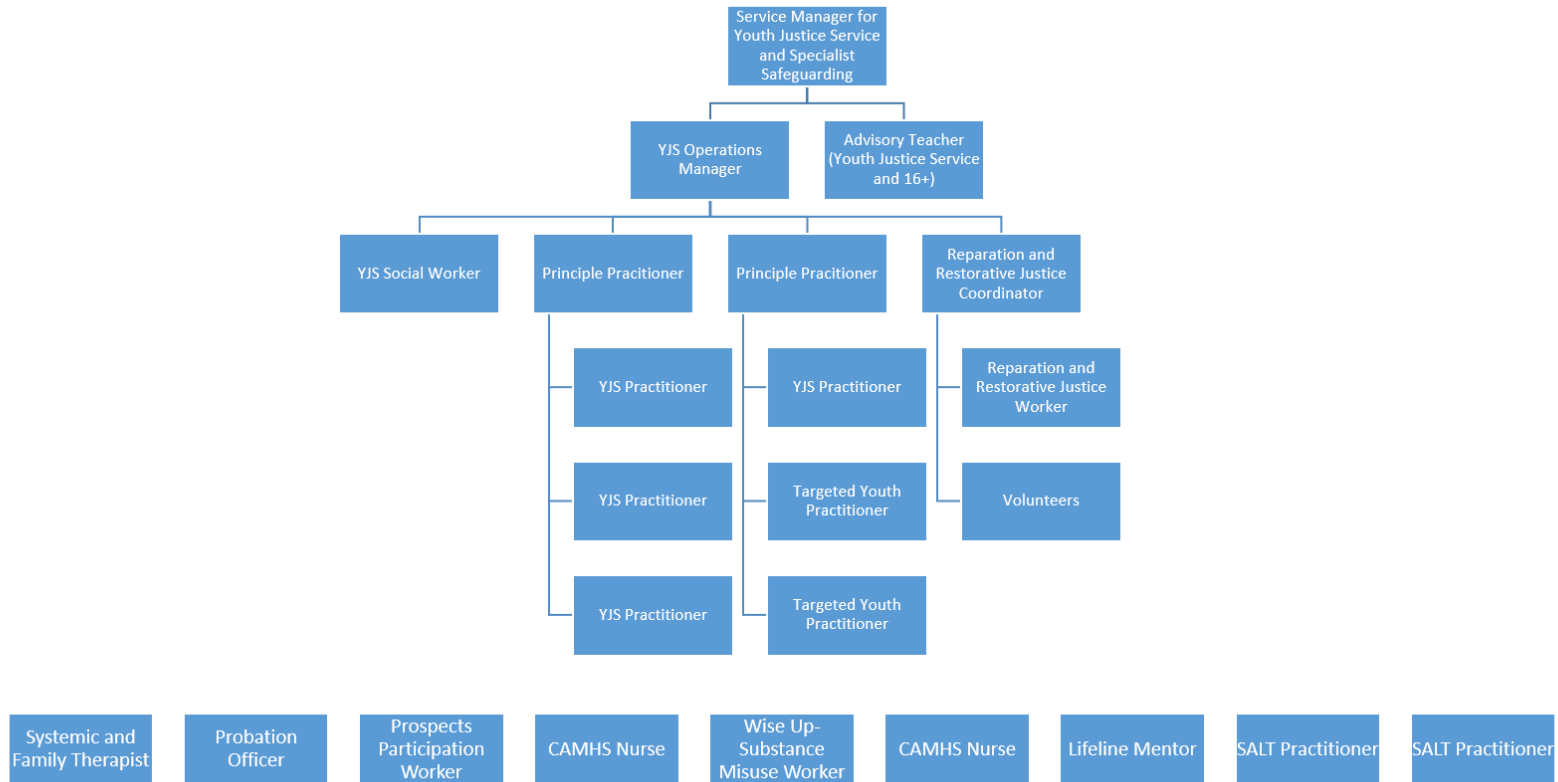 Service Manager for
Youth Justice Service
and Specialist
Safeguarding
YJS Operations
Manager
Advisory Teacher
(Youth Justice Service
and 16+)
YJS Social Worker
Principle Pracitioner
Principle Pracitioner
Reparation and
Restorative Justice
Coordinator
YJS Practitioner
YJS Practitioner
Reparation and
Restorative Justice
Worker
YJS Practitioner
Targeted Youth
Practitioner
Volunteers
YJS Practitioner
Targeted Youth
Practitioner
Systemic and
Family Therapist
Probation
Officer
Prospects
Participation
Worker
CAMHS Nurse
Wise Up-
Substance
Misuse Worker
CAMHS Nurse
Lifeline Mentor
SALT Practitioner
SALT Practitioner